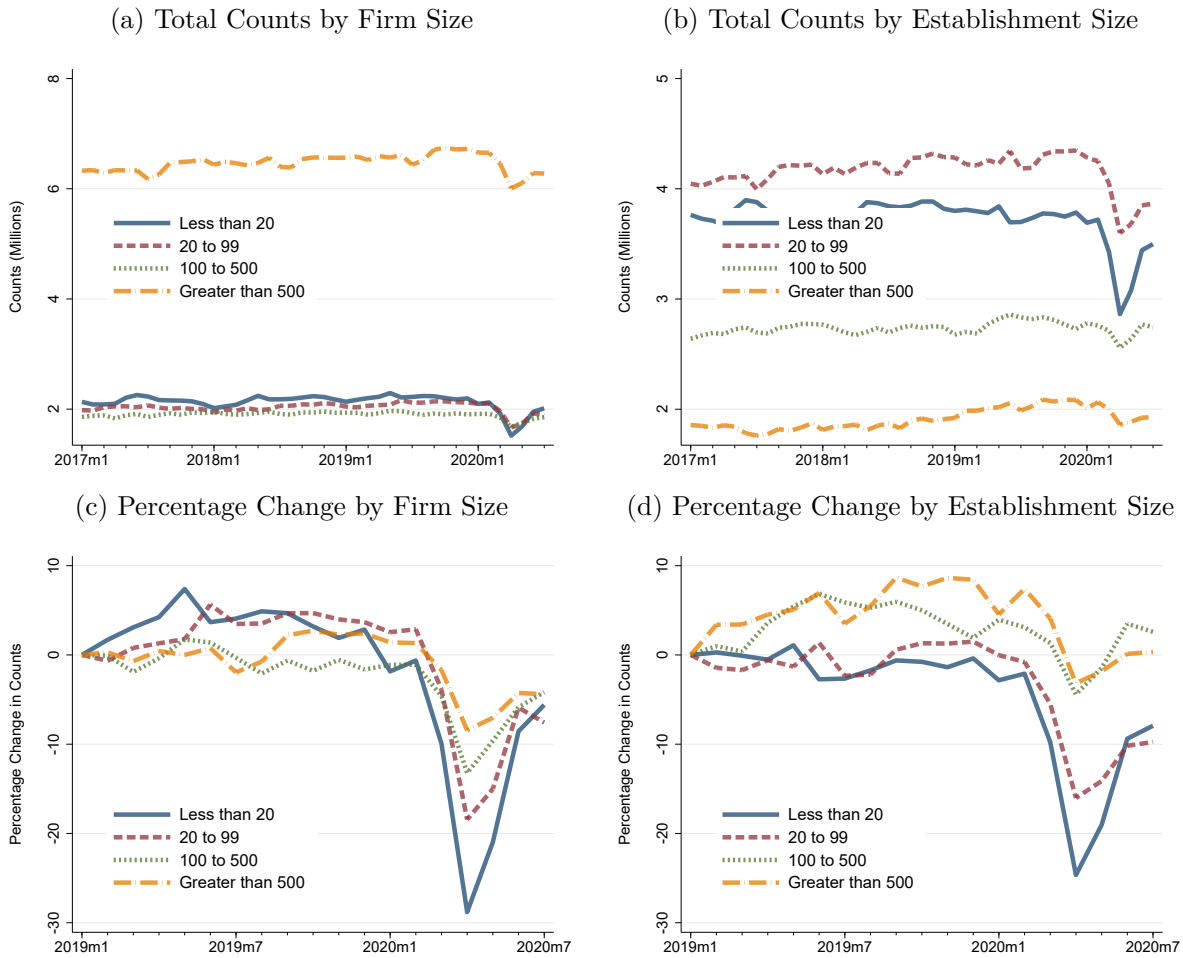 (a) Total Counts by Firm Size
8
6
4
2
Counts (Millions)
Less than 20
20 to 99
100 to 500
Greater than 500
2017m1 2018m1 2019m1 2020m1
(b) Total Counts by Establishment Size
5
4
3
2
Counts (Millions)
Less than 20
20 to 99
100 to 500
Greater than 500
2017m1 2018m1 2019m1 2020m1
(c) Percentage Change by Firm Size
10
0
-10
-20
-30
Percentage Change in Counts
Less than 20
20 to 99
100 to 500
Greater than 500
2019m1 2019m7 2020m1 2020m7
(d) Percentage Change by Establishment Size
10
0
-10
-20
-30
Percentage Change in Counts
Less than 20
20 to 99
100 to 500
Greater than 500
2019m1 2019m7 2020m1 2020m7